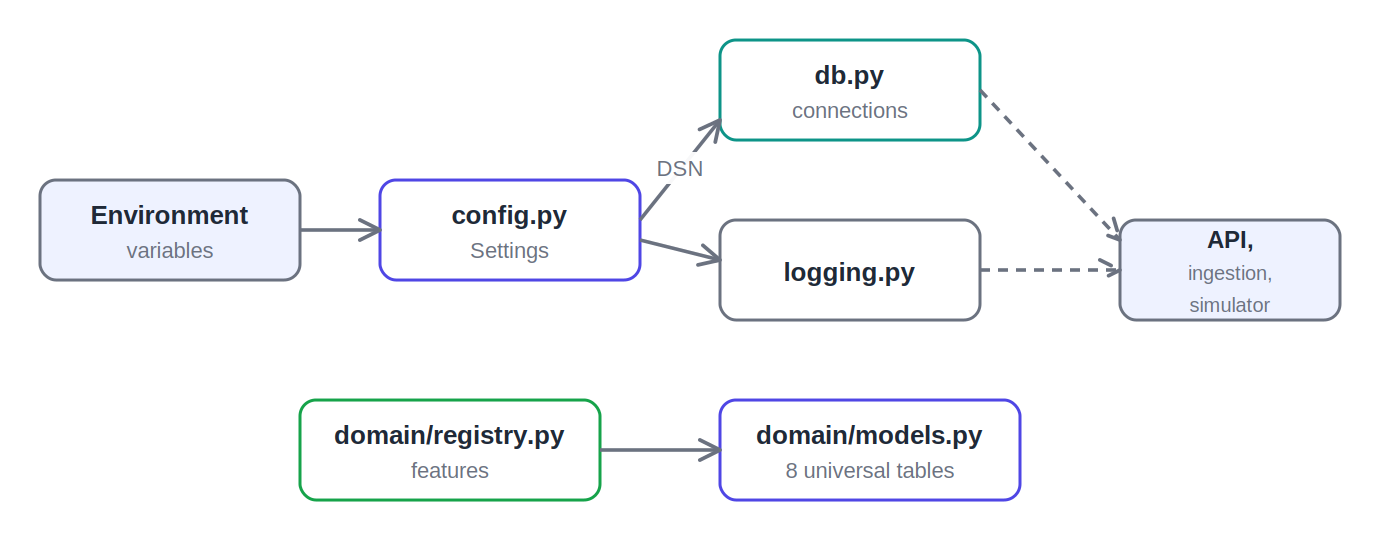 db.py
connections
DSN
Environment
variables
config.py
Settings
logging.py
API,
ingestion,
simulator
domain/registry.py
features
domain/models.py
8 universal tables